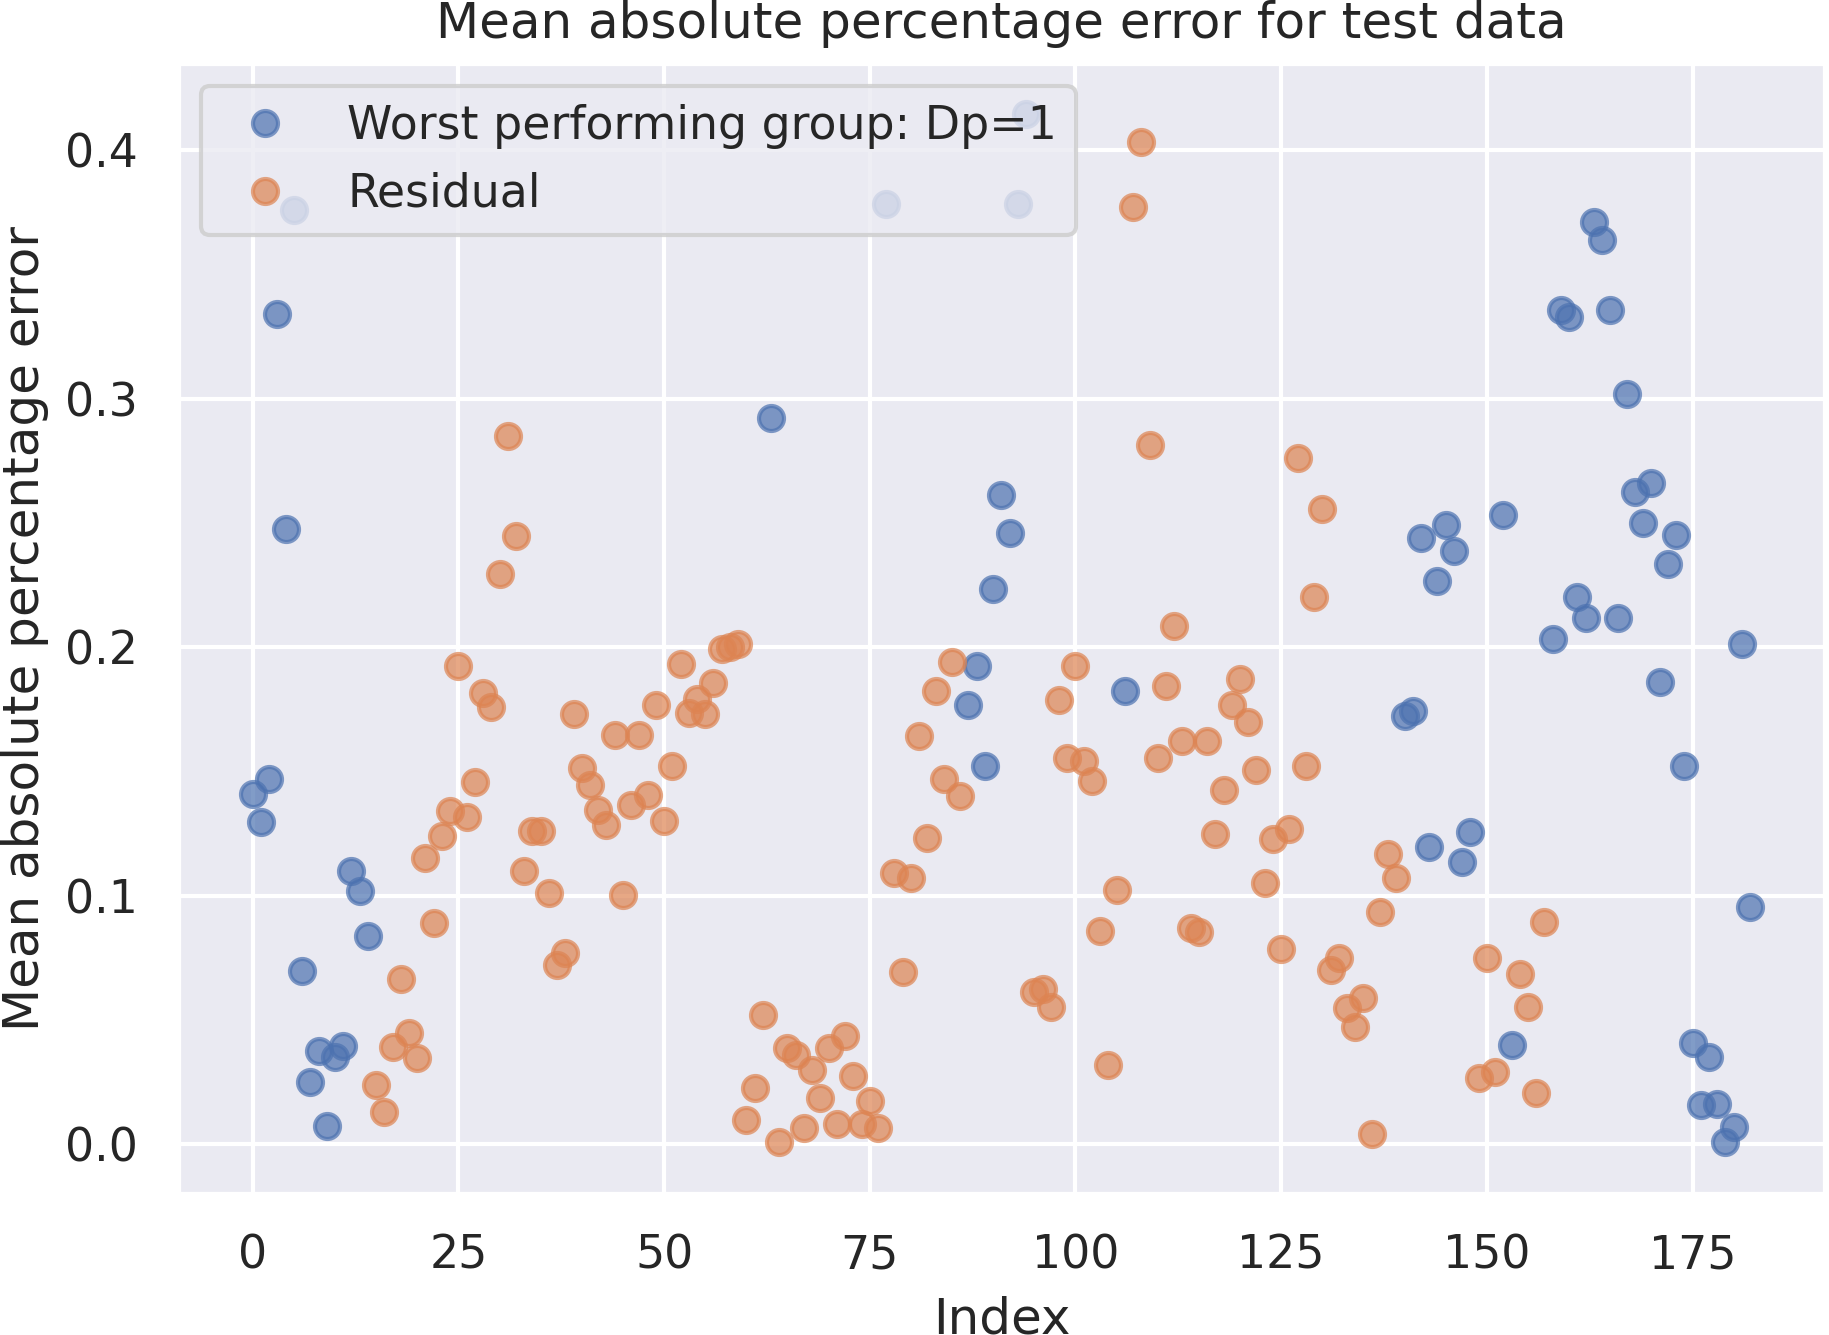 Mean absolute percentage error for test data
Worst performing group: Dp=1
Residual
Mean absolute percentage error
0.4
0.3
0.2
0.1
0.0
0 25 50 75 100 125 150 175
Index